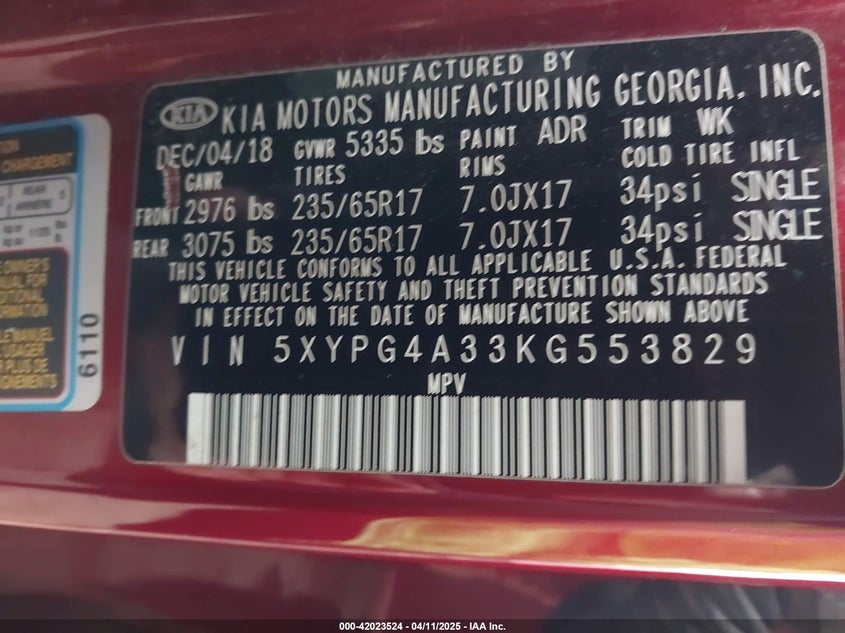 MANUFACTURED BY
KIA KIA MOTORS MANUFACTURING GEORGIA, INC.
DEC/04/18 GVWR 5335 lbs PAINT ADR TRIM WK
GAWR TIRES RIMS COLD TIRE INFL
FRONT 2976 lbs 235/65R17 7.0JX17 34psi SINGLE
REAR 3075 lbs 235/65R17 7.0JX17 34psi SINGLE
THIS VEHICLE CONFORMS TO ALL APPLICABLE U.S.A. FEDERAL
MOTOR VEHICLE SAFETY AND THEFT PREVENTION STANDARDS
IN EFFECT ON THE DATE OF MANUFACTURE SHOWN ABOVE
VIN 5XYPG4A33KG553829
MPV
CHARGEMENT
REAR 5
ARRIÈRE
6110
000-42023524 - 04/11/2025 - IAA Inc.